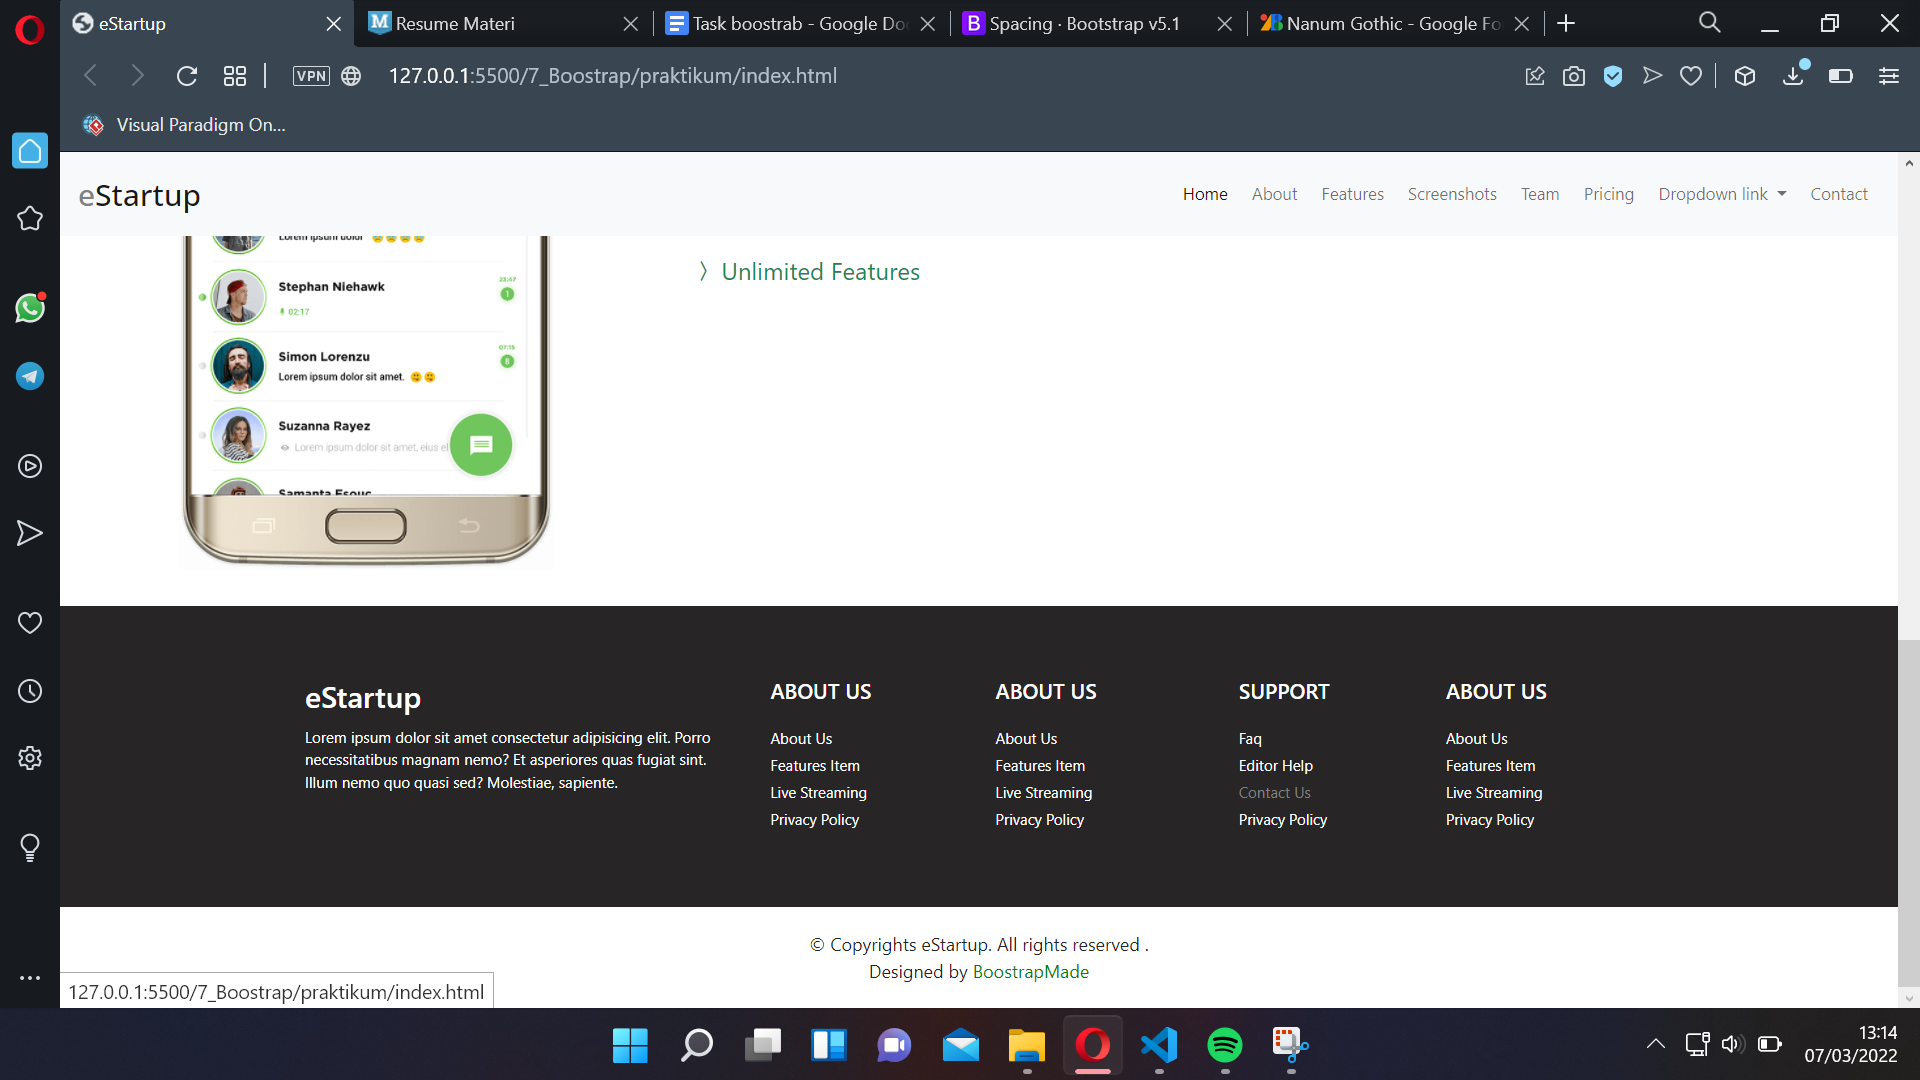 eStartup
Resume Materi
Task boostrab - Google Do
Spacing · Bootstrap v5.1
Nanum Gothic - Google Fo
VPN
127.0.0.1:5500/7_Boostrap/praktikum/index.html
Visual Paradigm On...
eStartup
Home
About
Features
Screenshots
Team
Pricing
Dropdown link
Contact
Lorem ipsum dolor
Stephan Niehawk
23:47
1
02:17
Simon Lorenzu
07:15
8
Lorem ipsum dolor sit amet.
Suzanna Rayez
Lorem ipsum dolor sit amet, eius el
Samanta Esouc
〉 Unlimited Features
eStartup
Lorem ipsum dolor sit amet consectetur adipisicing elit. Porro
necessitatibus magnam nemo? Et asperiores quas fugiat sint.
Illum nemo quo quasi sed? Molestiae, sapiente.
ABOUT US
About Us
Features Item
Live Streaming
Privacy Policy
ABOUT US
About Us
Features Item
Live Streaming
Privacy Policy
SUPPORT
Faq
Editor Help
Contact Us
Privacy Policy
ABOUT US
About Us
Features Item
Live Streaming
Privacy Policy
© Copyrights eStartup. All rights reserved .
Designed by BoostrapMade
127.0.0.1:5500/7_Boostrap/praktikum/index.html
13:14
07/03/2022